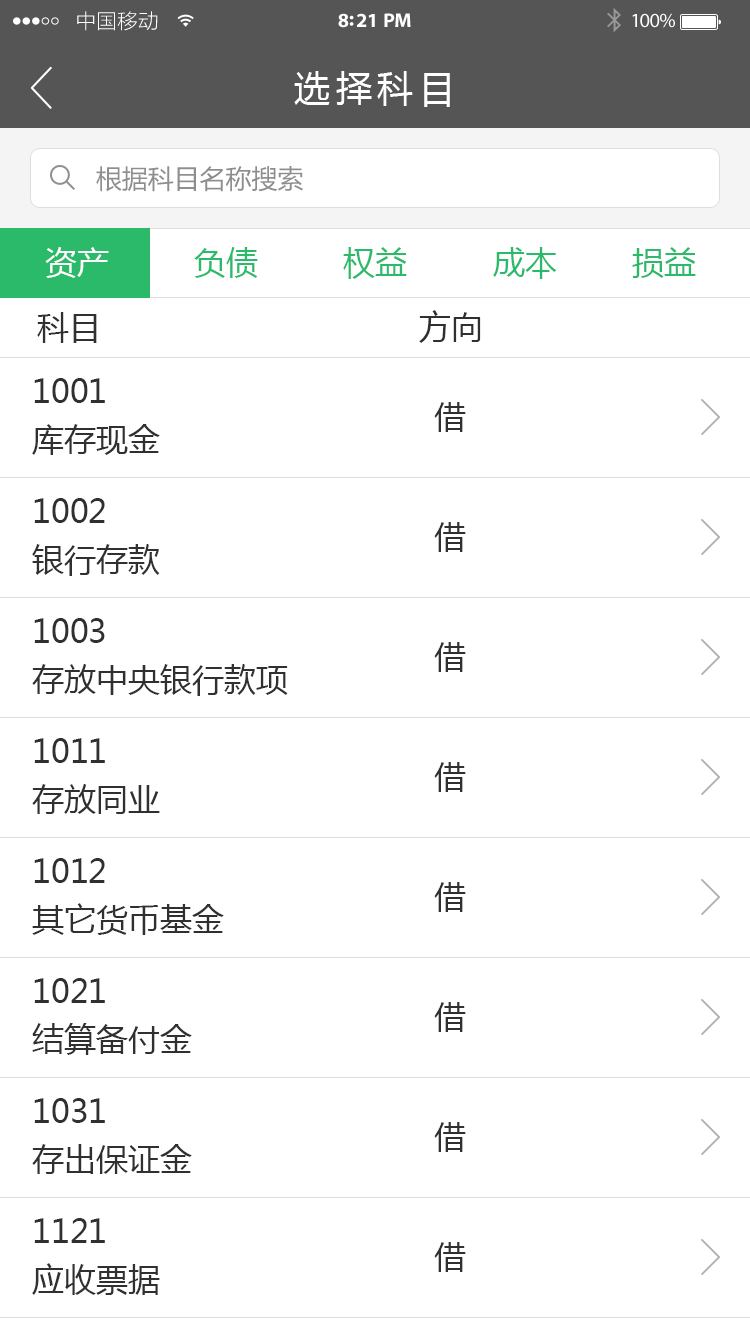 中国移动 8:21 PM 100%
选择科目
根据科目名称搜索
资产 负债 权益 成本 损益
科目 方向
1001
库存现金 借
1002
银行存款 借
1003
存放中央银行款项 借
1011
存放同业 借
1012
其它货币基金 借
1021
结算备付金 借
1031
存出保证金 借
1121
应收票据 借